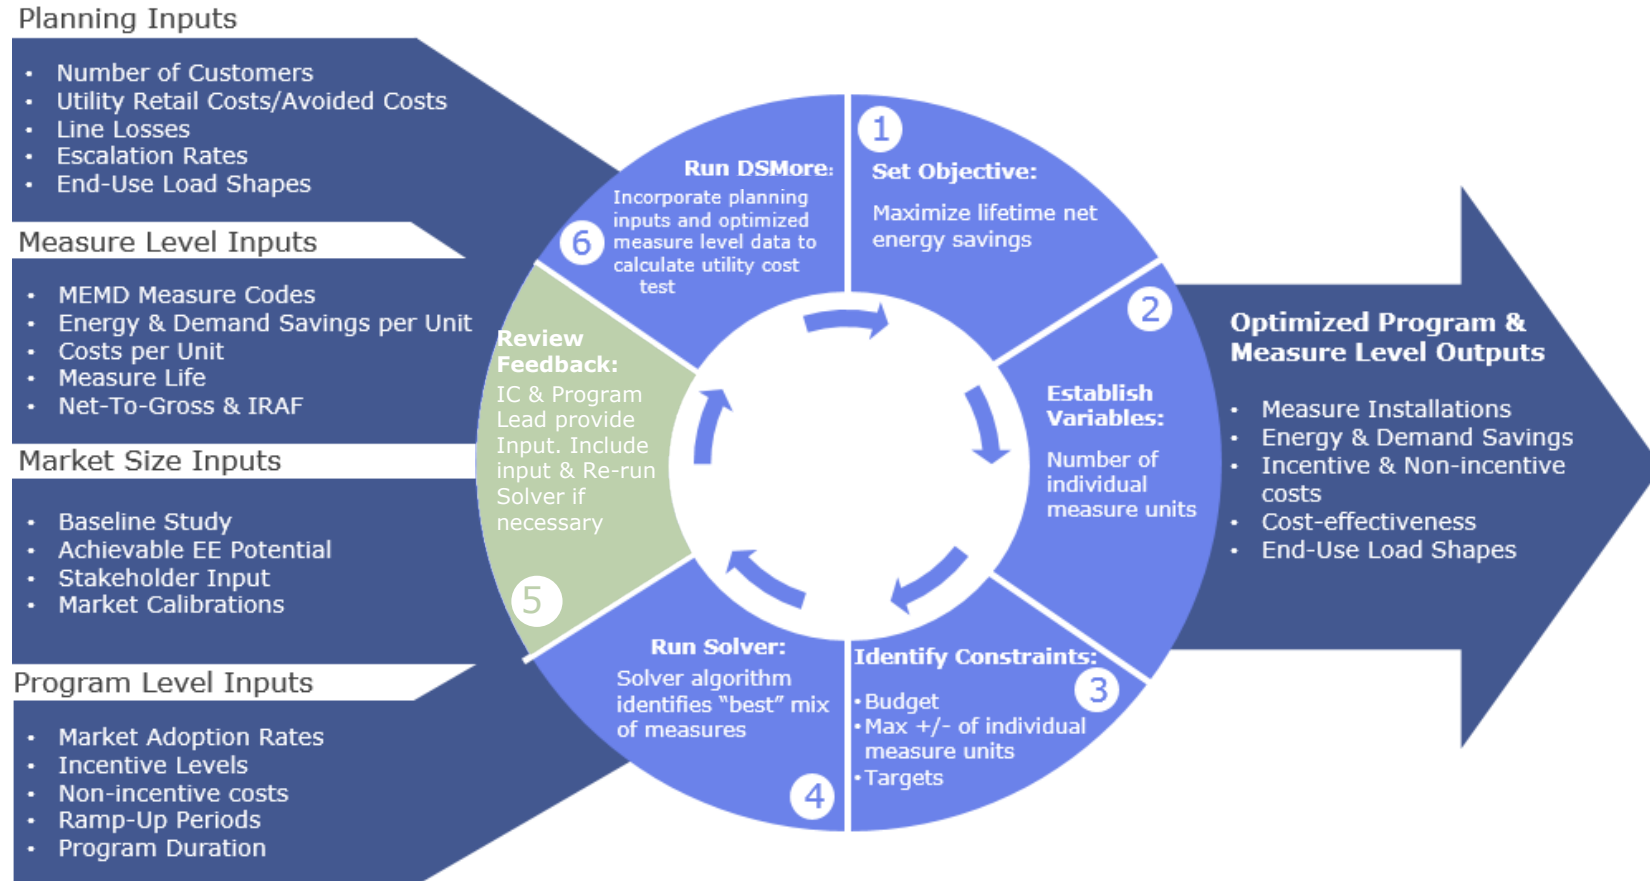 Planning Inputs
• Number of Customers
• Utility Retail Costs/Avoided Costs
• Line Losses
• Escalation Rates
• End-Use Load Shapes
Measure Level Inputs
• MEMD Measure Codes
• Energy & Demand Savings per Unit
• Costs per Unit
• Measure Life
• Net-To-Gross & IRAF
Market Size Inputs
• Baseline Study
• Achievable EE Potential
• Stakeholder Input
• Market Calibrations
Program Level Inputs
• Market Adoption Rates
• Incentive Levels
• Non-incentive costs
• Ramp-Up Periods
• Program Duration
1
Set Objective:
Maximize lifetime net
energy savings
2
Establish
Variables:
Number of
individual
measure units
Identify Constraints:
3
•Budget
•Max +/- of individual
measure units
•Targets
Run Solver:
Solver algorithm
identifies “best” mix
of measures
4
Review
Feedback:
IC & Program
Lead provide
Input. Include
input & Re-run
Solver if
necessary
5
Run DSMore:
Incorporate planning
inputs and optimized
measure level data to
calculate utility cost
test
6
Optimized Program &
Measure Level Outputs
• Measure Installations
• Energy & Demand Savings
• Incentive & Non-incentive
costs
• Cost-effectiveness
• End-Use Load Shapes